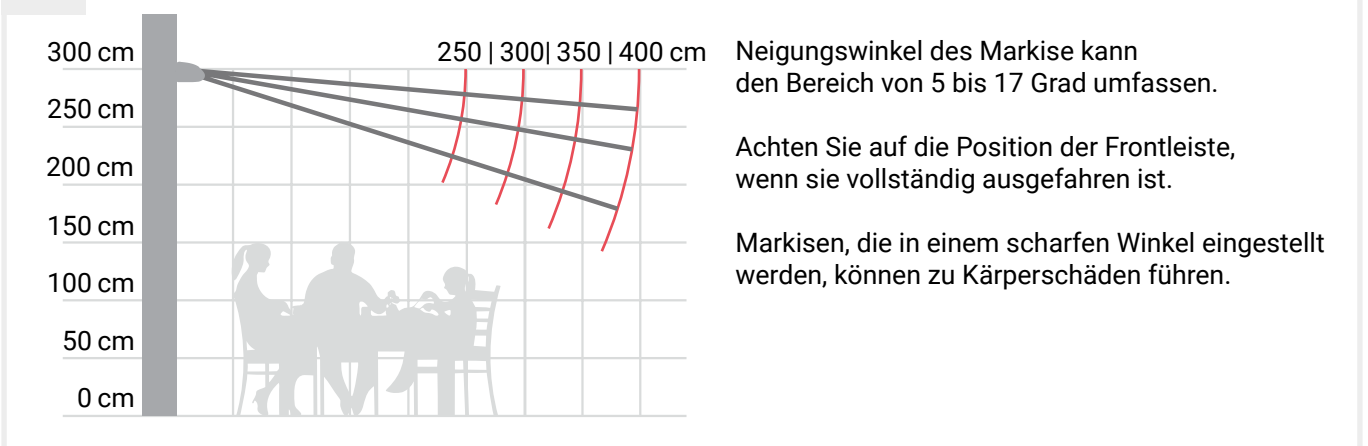 300 cm
250 cm
200 cm
150 cm
100 cm
50 cm
0 cm
250 | 300| 350 | 400 cm
Neigungswinkel des Markise kann
den Bereich von 5 bis 17 Grad umfassen.
Achten Sie auf die Position der Frontleiste,
wenn sie vollständig ausgefahren ist.
Markisen, die in einem scharfen Winkel eingestellt
werden, können zu Kärperschäden führen.